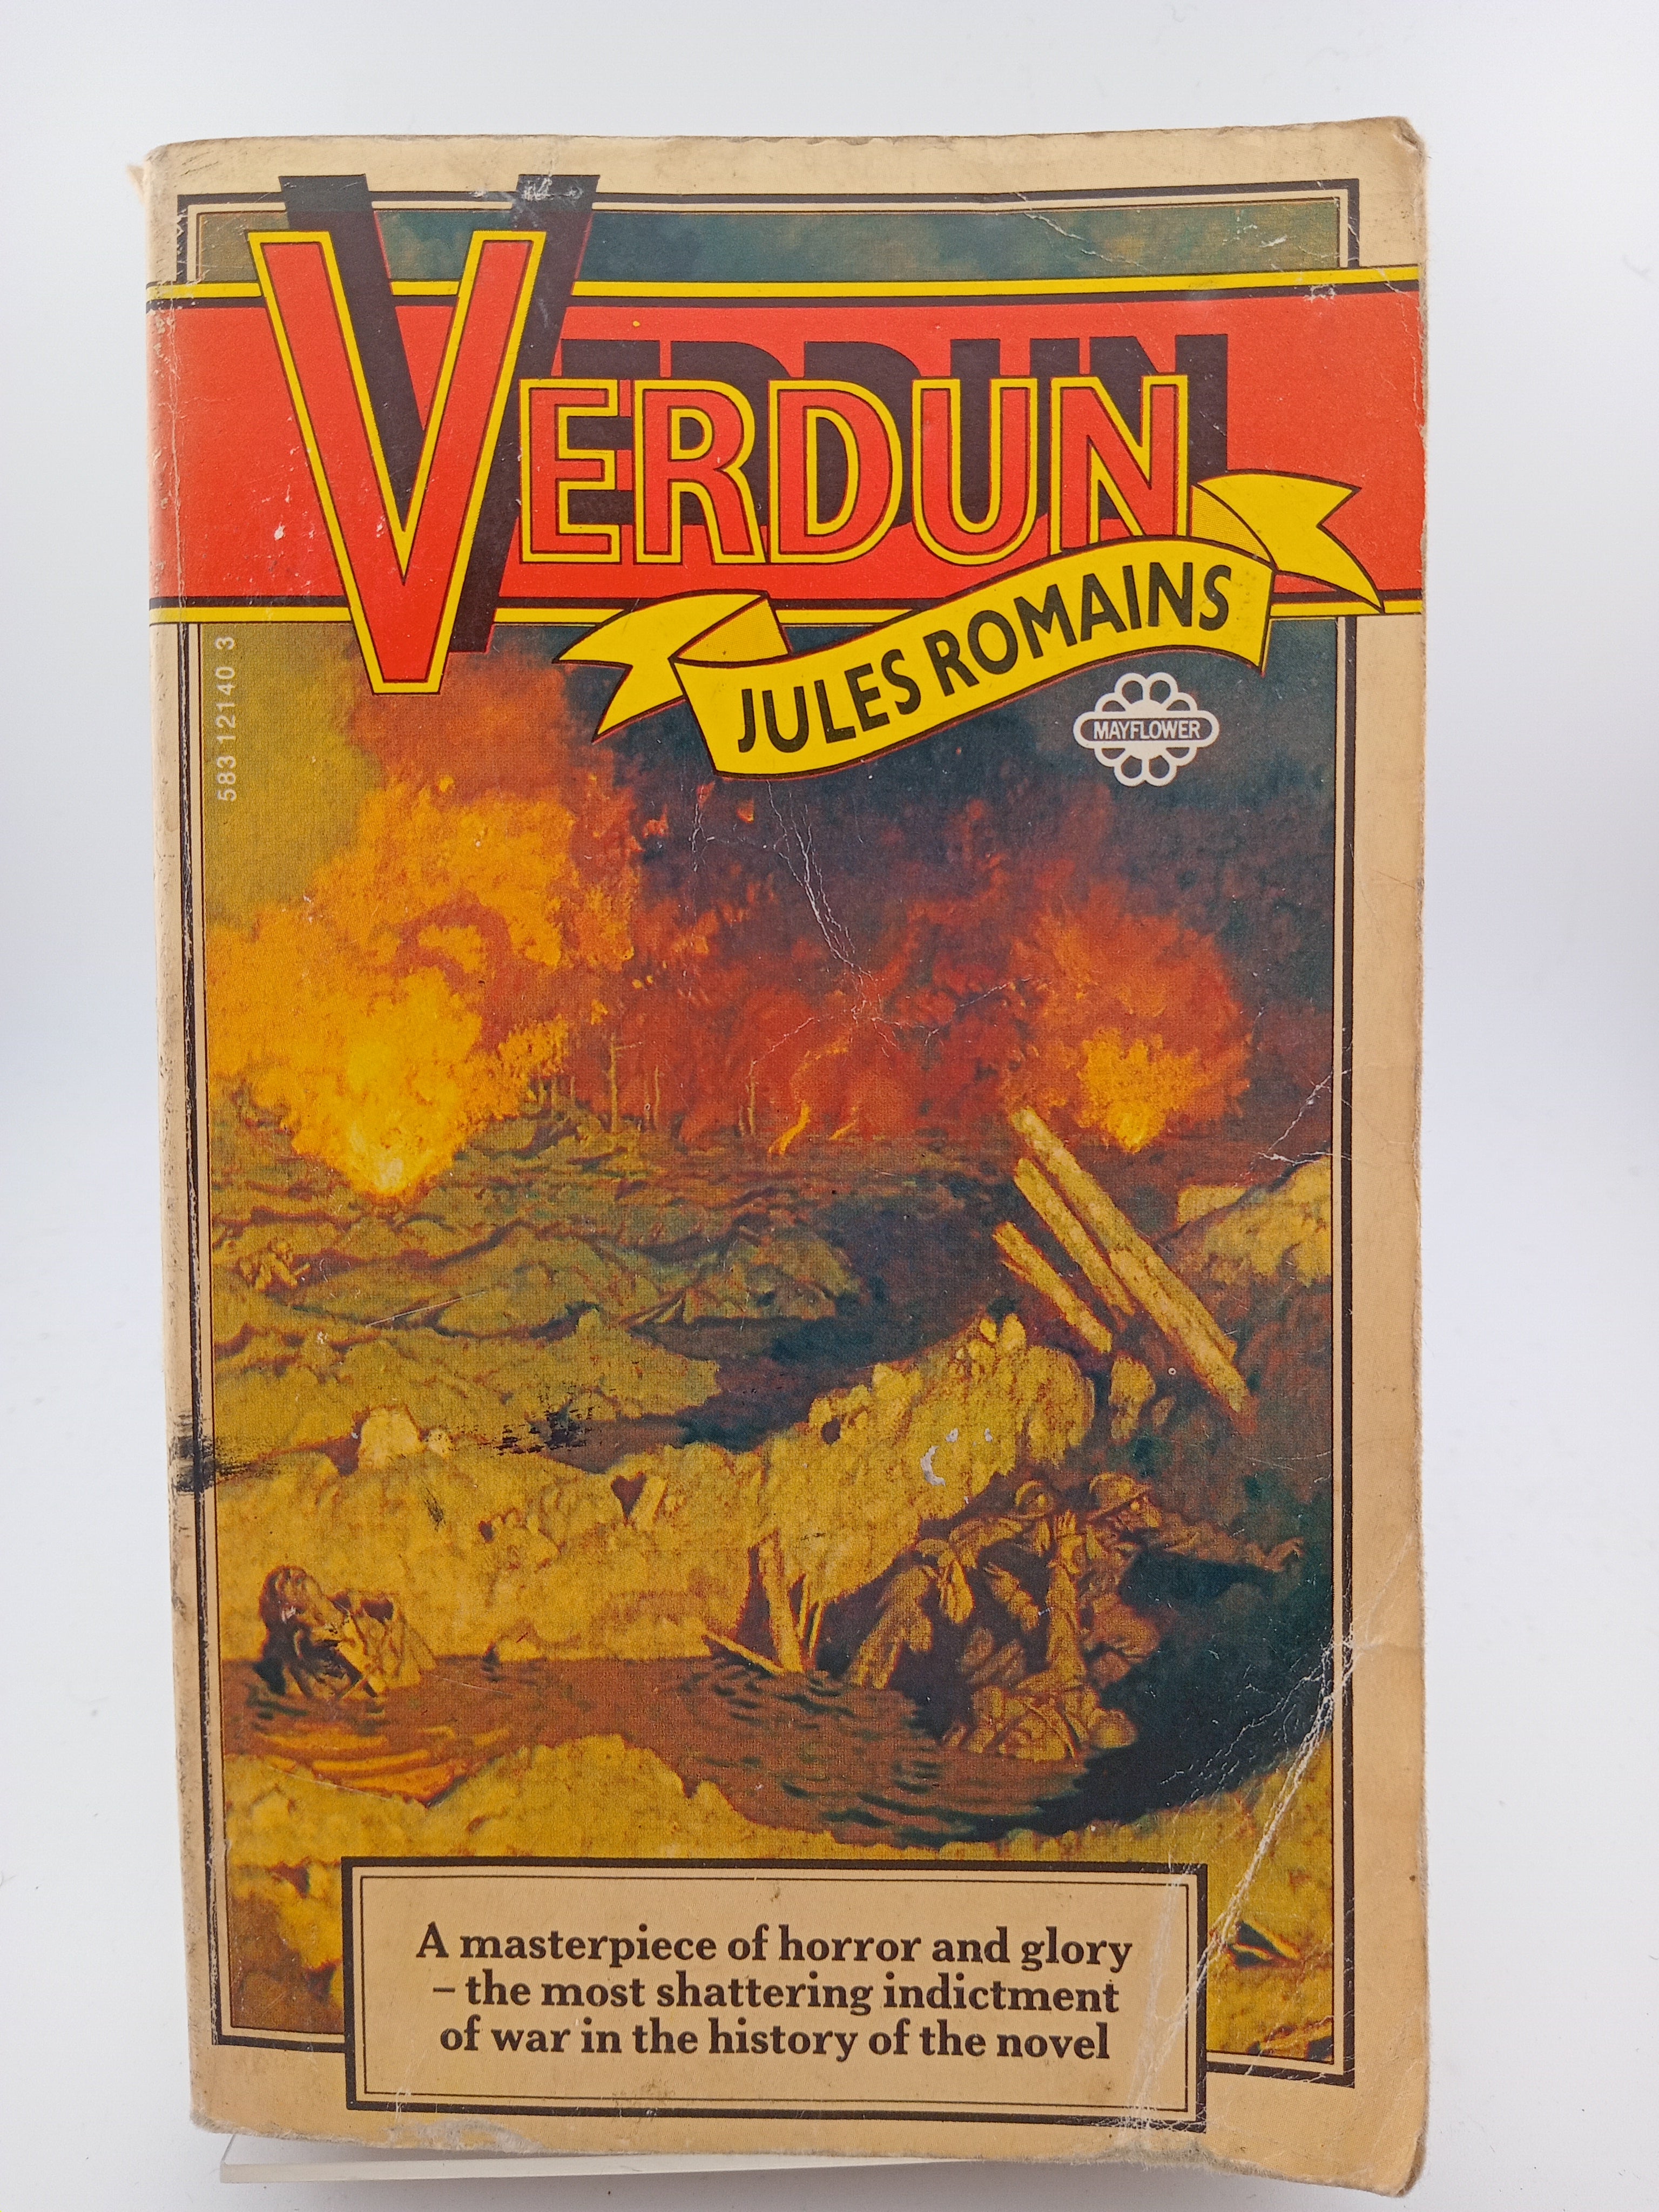 VERDUN
JULES ROMAINS
MAYFLOWER
583 12140 3
A masterpiece of horror and glory
– the most shattering indictment
of war in the history of the novel